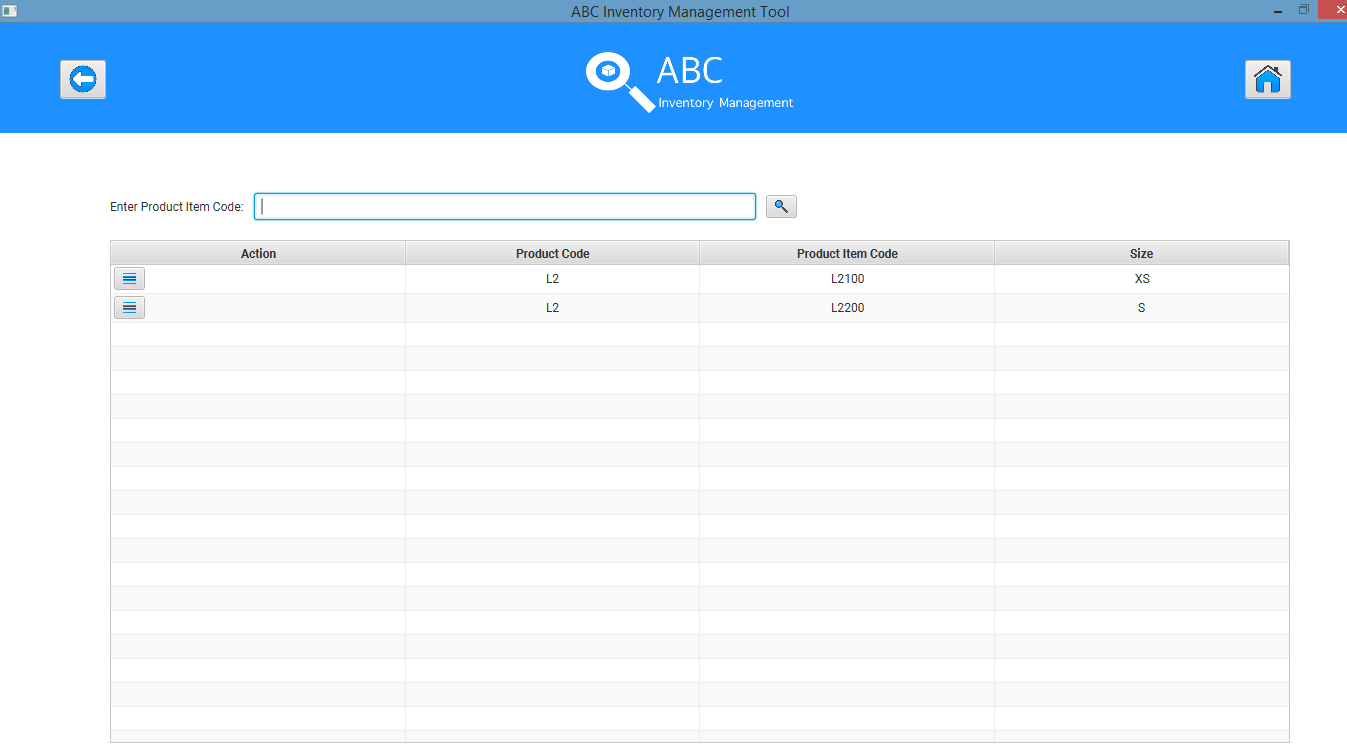 ABC Inventory Management Tool
ABC
Inventory Management
Enter Product Item Code:
Action Product Code Product Item Code Size
L2 L2100 XS
L2 L2200 S